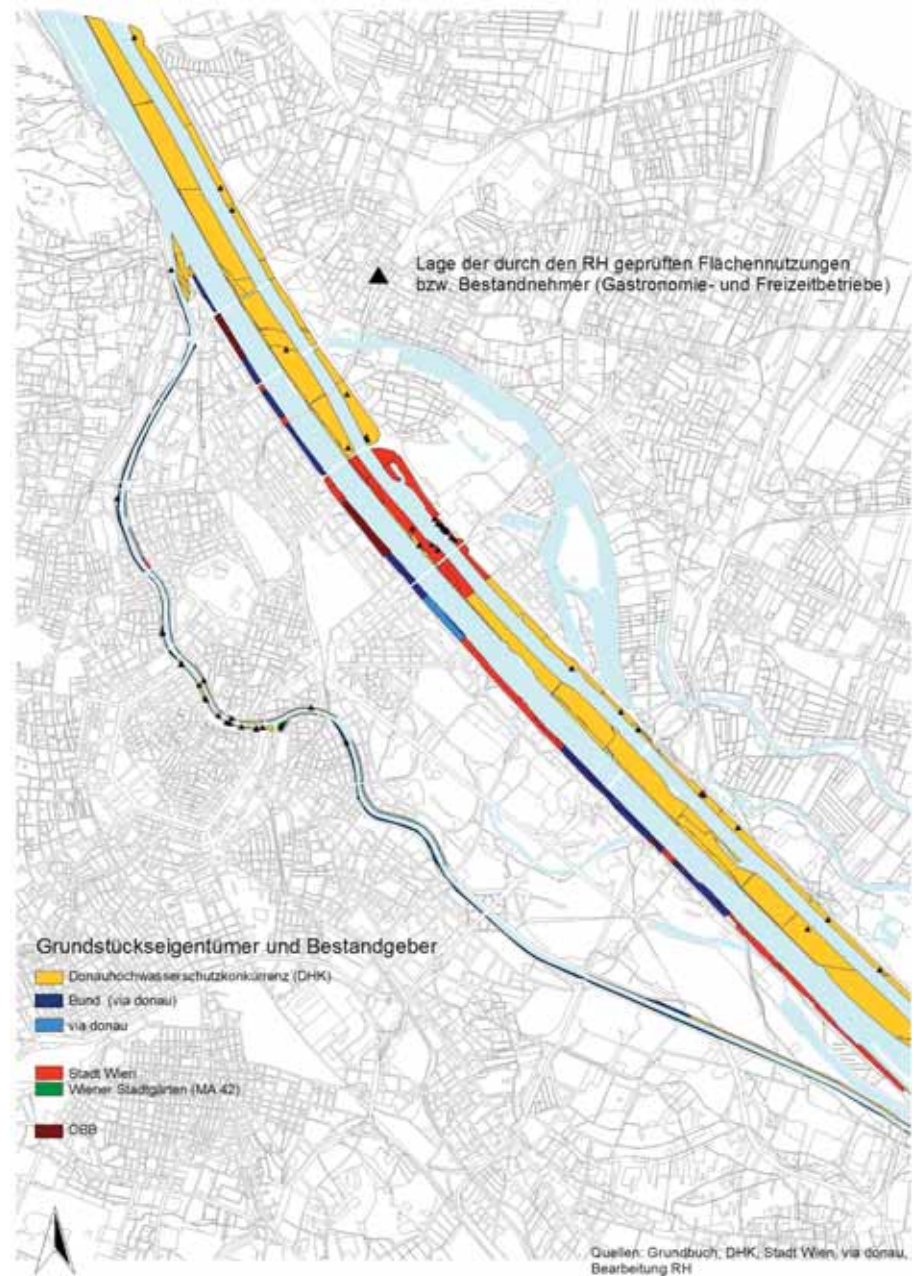 Lage der durch den RH geprüften Flächennutzungen
bzw. Bestandnehmer (Gastronomie- und Freizeitbetriebe)
Grundstückseigentümer und Bestandgeber
Donauhochwasserschutzkonkurrenz (DHK)
Bund (via donau)
via donau
Stadt Wien
Wiener Stadtgärten (MA 42)
ÖBB
Quellen: Grundbuch, DHK, Stadt Wien, via donau,
Bearbeitung RH